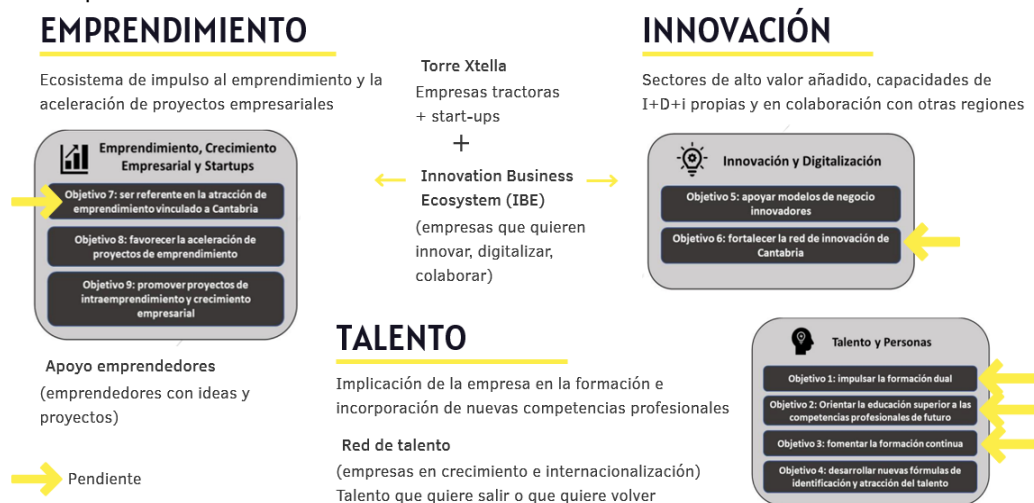 EMPRENDIMIENTO
Ecosistema de impulso al emprendimiento y la
aceleración de proyectos empresariales
Emprendimiento, Crecimiento
Empresarial y Startups
Objetivo 7: ser referente en la atracción de
emprendimiento vinculado a Cantabria
Objetivo 8: favorecer la aceleración de
proyectos de emprendimiento
Objetivo 9: promover proyectos de
intraemprendimiento y crecimiento
empresarial
Apoyo emprendedores
(emprendedores con ideas y
proyectos)
Pendiente
Torre Xtella
Empresas tractoras
+ start-ups
+
Innovation Business
Ecosystem (IBE)
(empresas que quieren
innovar, digitalizar,
colaborar)
INNOVACIÓN
Sectores de alto valor añadido, capacidades de
I+D+i propias y en colaboración con otras regiones
Innovación y Digitalización
Objetivo 5: apoyar modelos de negocio
innovadores
Objetivo 6: fortalecer la red de innovación de
Cantabria
TALENTO
Implicación de la empresa en la formación e
incorporación de nuevas competencias profesionales
Red de talento
(empresas en crecimiento e internacionalización)
Talento que quiere salir o que quiere volver
Talento y Personas
Objetivo 1: impulsar la formación dual
Objetivo 2: Orientar la educación superior a las
competencias profesionales de futuro
Objetivo 3: fomentar la formación continua
Objetivo 4: desarrollar nuevas fórmulas de
identificación y atracción del talento